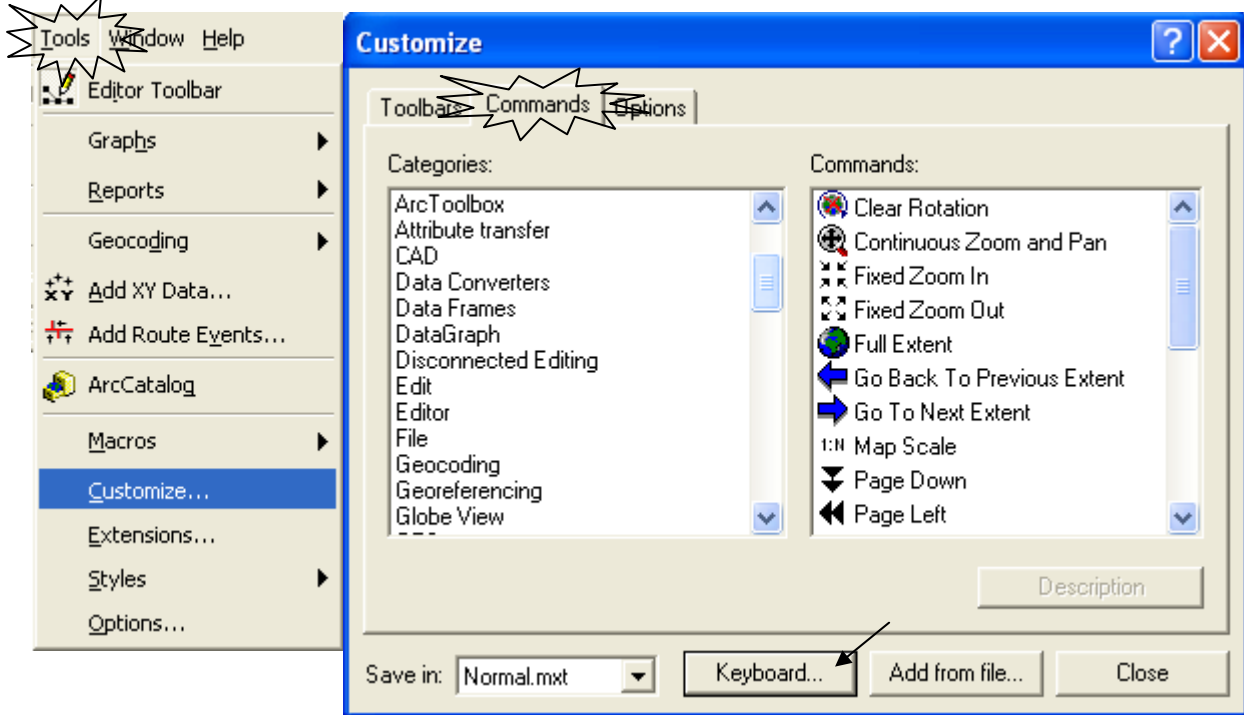 Tools Window Help
Editor Toolbar
Graphs
Reports
Geocoding
Add XY Data...
Add Route Events...
ArcCatalog
Macros
Customize...
Extensions...
Styles
Options...
Customize
Toolbars Commands Options
Categories:
ArcToolbox
Attribute transfer
CAD
Data Converters
Data Frames
DataGraph
Disconnected Editing
Edit
Editor
File
Geocoding
Georeferencing
Globe View
Commands:
Clear Rotation
Continuous Zoom and Pan
Fixed Zoom In
Fixed Zoom Out
Full Extent
Go Back To Previous Extent
Go To Next Extent
1:N Map Scale
Page Down
Page Left
Description
Save in: Normal.mxt Keyboard... Add from file... Close